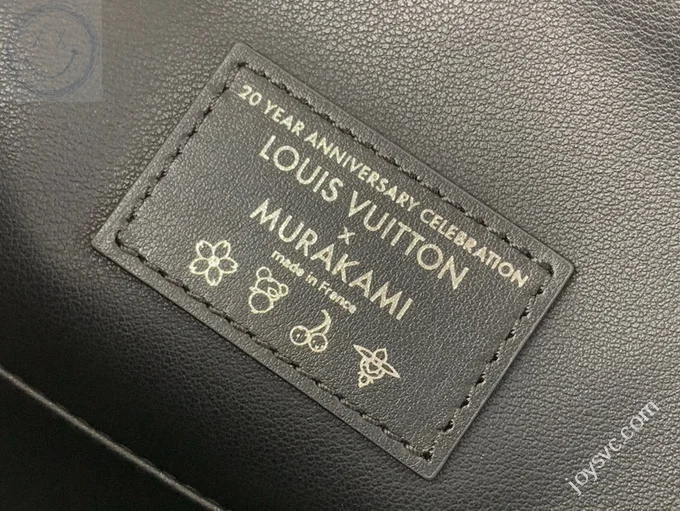 20 YEAR ANNIVERSARY CELEBRATION
LOUIS VUITTON
x
MURAKAMI
made in France
joysvc.com